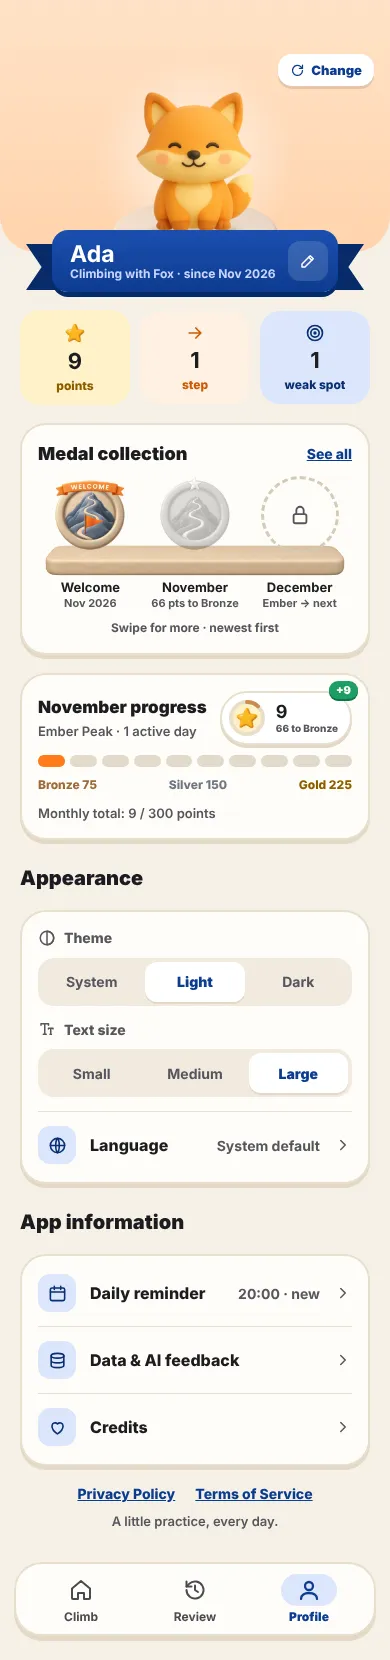 Change
Ada
Climbing with Fox · since Nov 2026
9
points
1
step
1
weak spot
Medal collection
See all
WELCOME
Welcome
Nov 2026
November
66 pts to Bronze
December
Ember → next
Swipe for more · newest first
November progress
Ember Peak · 1 active day
+9
9
66 to Bronze
Bronze 75
Silver 150
Gold 225
Monthly total: 9 / 300 points
Appearance
Theme
System
Light
Dark
Text size
Small
Medium
Large
Language
System default
App information
Daily reminder
20:00 · new
Data & AI feedback
Credits
Privacy Policy
Terms of Service
A little practice, every day.
Climb
Review
Profile